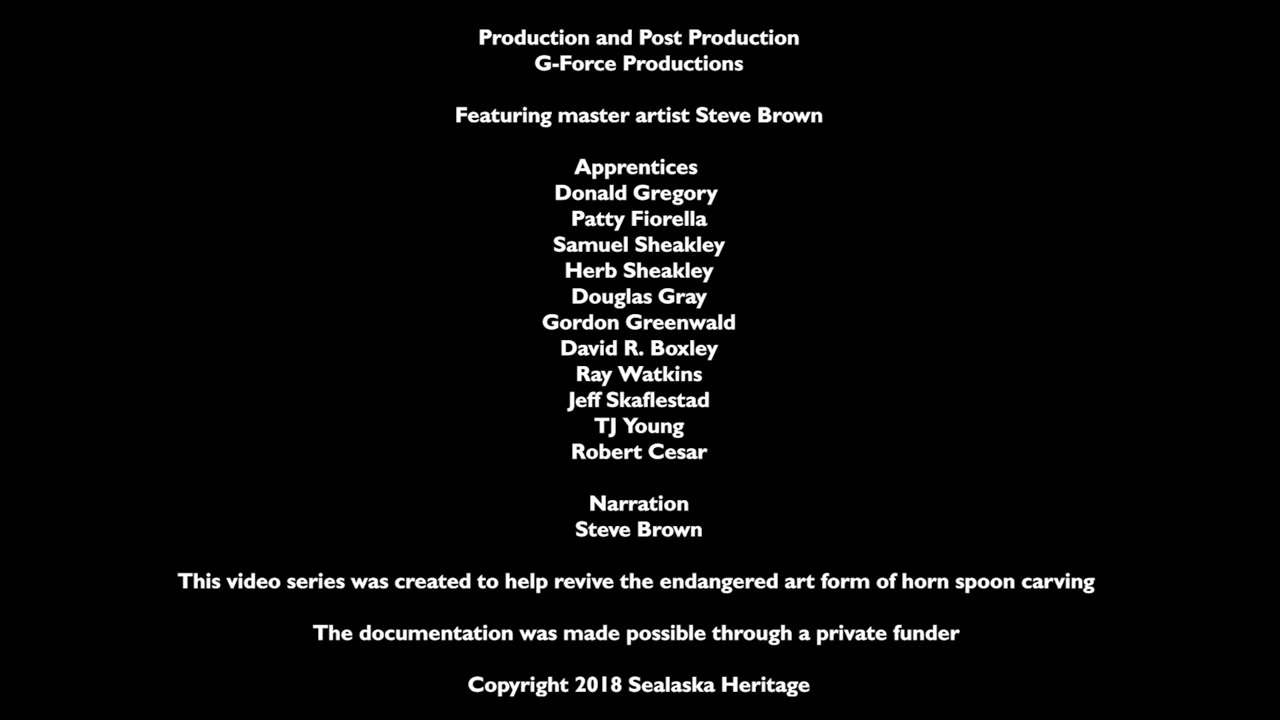 Production and Post Production
G-Force Productions
Featuring master artist Steve Brown
Apprentices
Donald Gregory
Patty Fiorella
Samuel Sheakley
Herb Sheakley
Douglas Gray
Gordon Greenwald
David R. Boxley
Ray Watkins
Jeff Skaflestad
TJ Young
Robert Cesar
Narration
Steve Brown
This video series was created to help revive the endangered art form of horn spoon carving
The documentation was made possible through a private funder
Copyright 2018 Sealaska Heritage